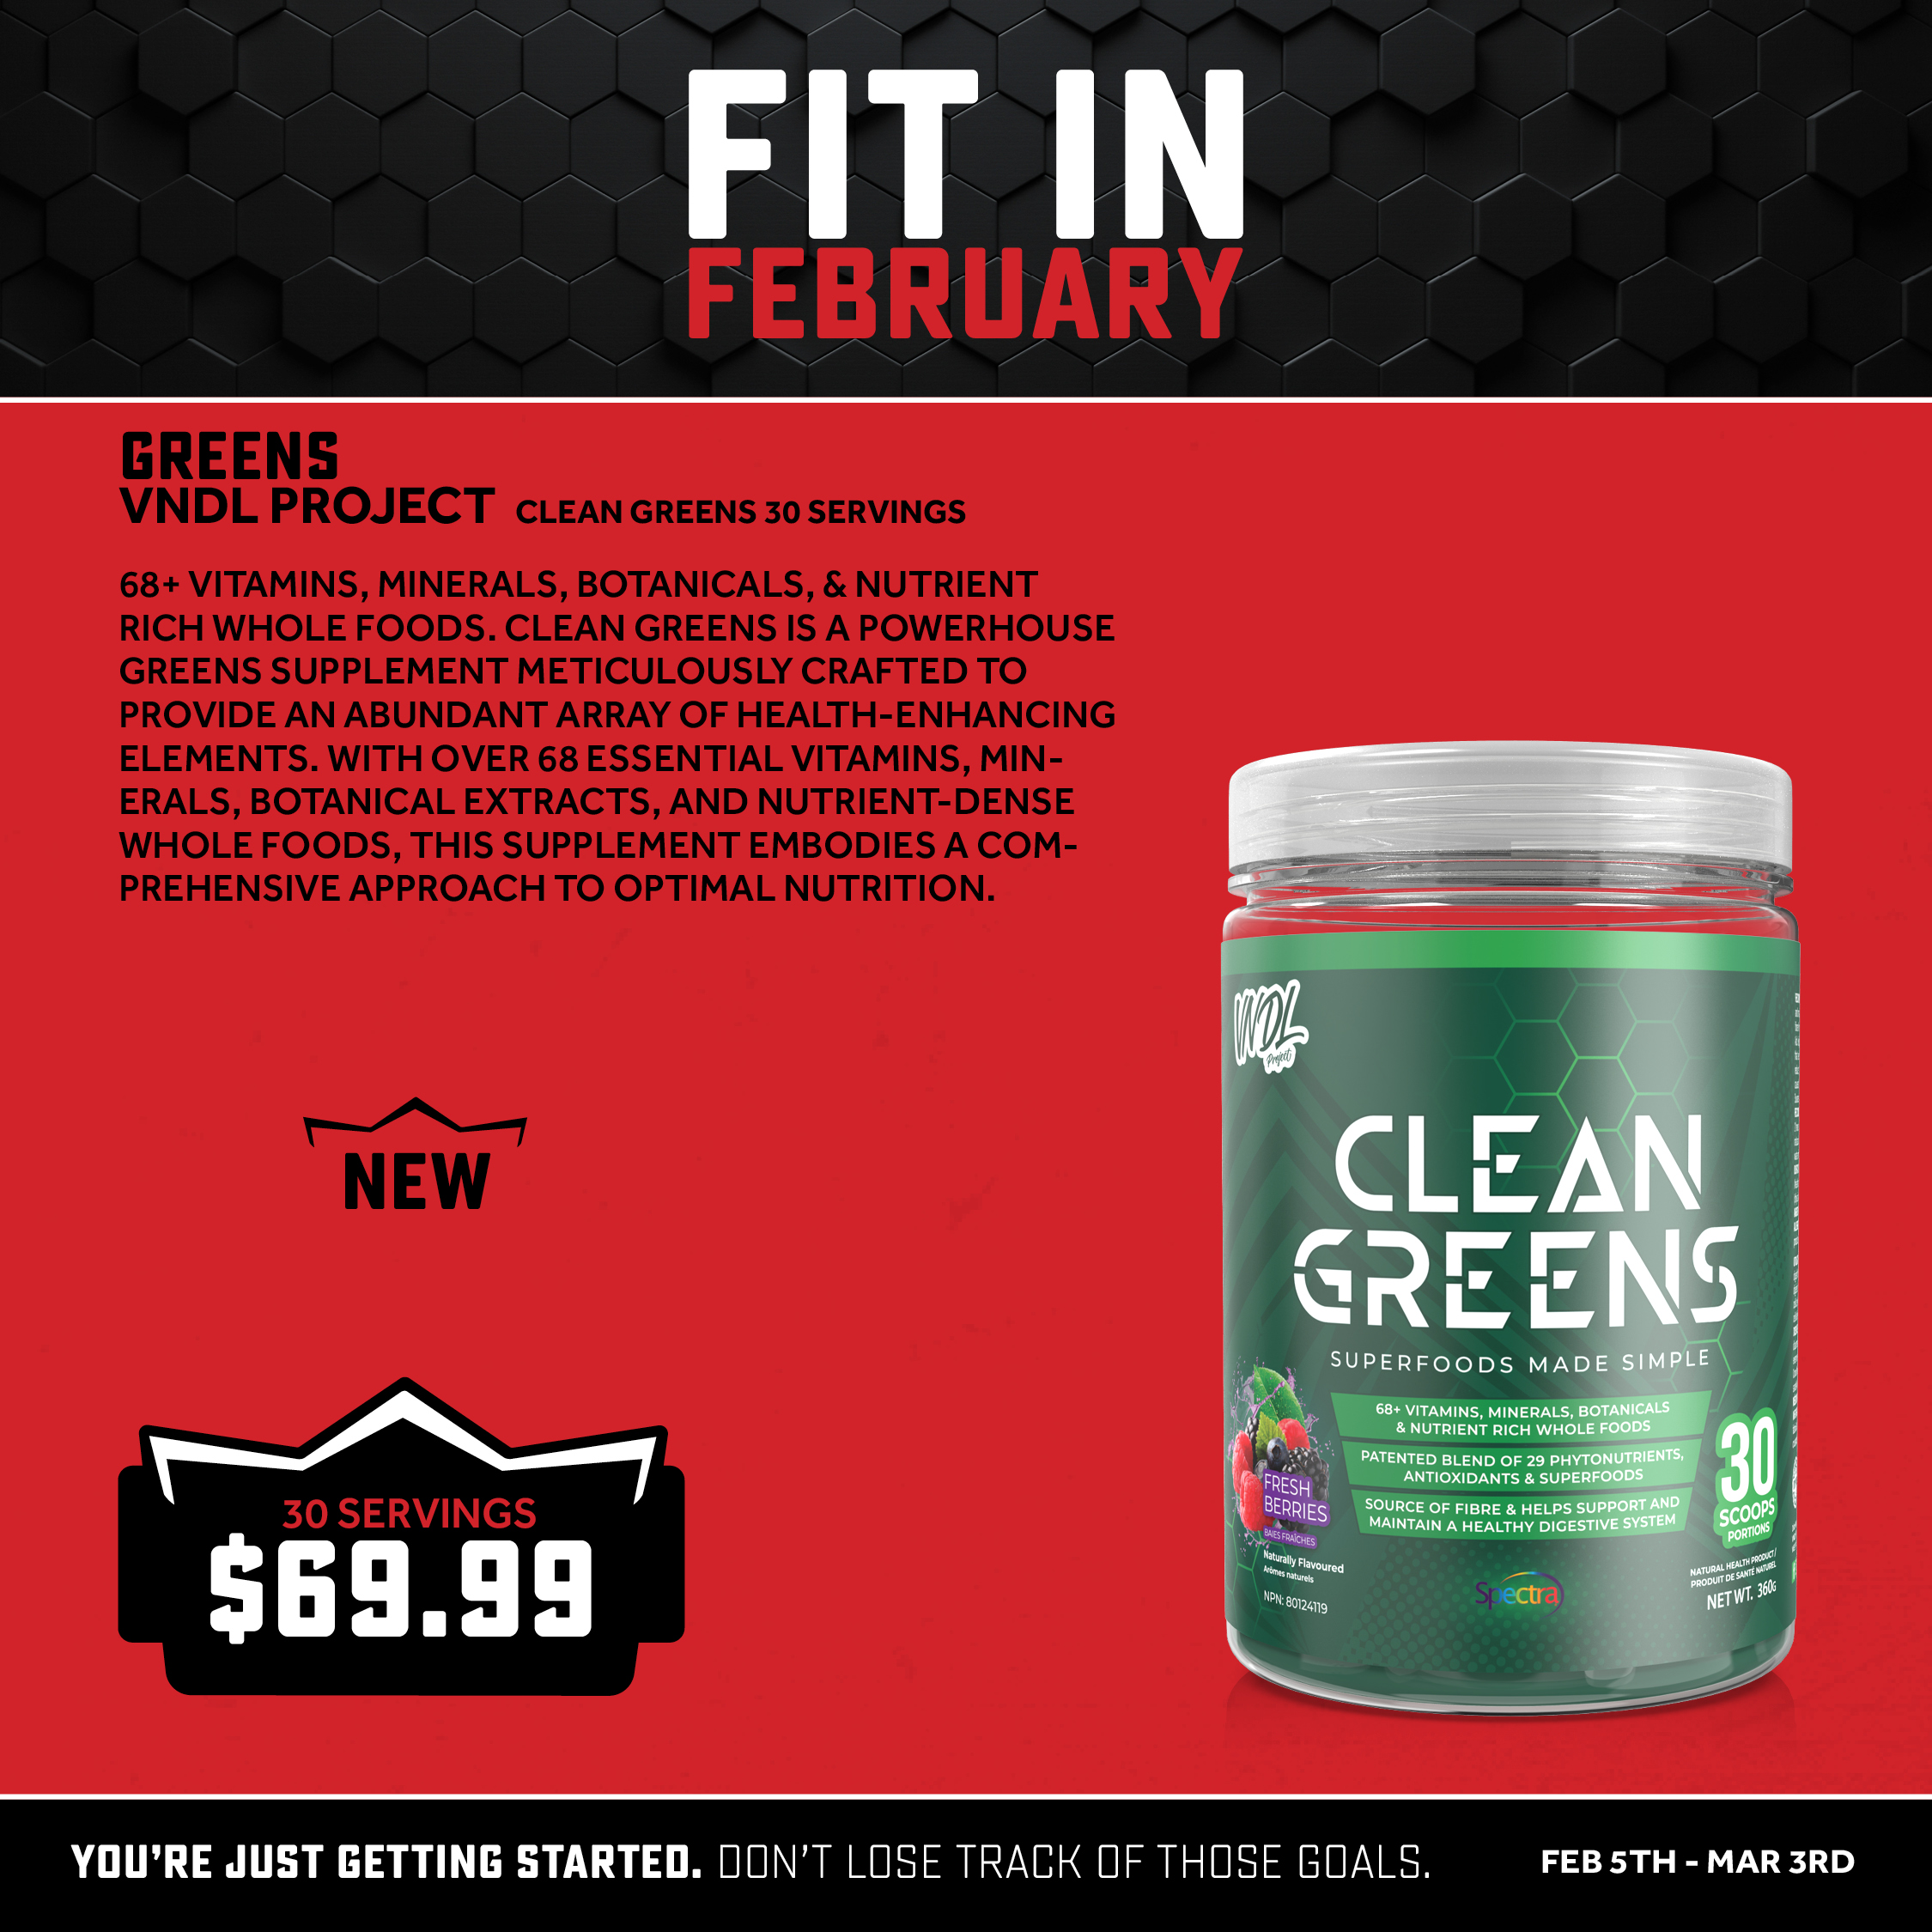 FIT IN
FEBRUARY
GREENS
VNDL PROJECT CLEAN GREENS 30 SERVINGS
68+ VITAMINS, MINERALS, BOTANICALS, & NUTRIENT
RICH WHOLE FOODS. CLEAN GREENS IS A POWERHOUSE
GREENS SUPPLEMENT METICULOUSLY CRAFTED TO
PROVIDE AN ABUNDANT ARRAY OF HEALTH-ENHANCING
ELEMENTS. WITH OVER 68 ESSENTIAL VITAMINS, MIN-
ERALS, BOTANICAL EXTRACTS, AND NUTRIENT-DENSE
WHOLE FOODS, THIS SUPPLEMENT EMBODIES A COM-
PREHENSIVE APPROACH TO OPTIMAL NUTRITION.
NEW
30 SERVINGS
$69.99
VNDL
Project
CLEAN
GREENS
SUPERFOODS MADE SIMPLE
68+ VITAMINS, MINERALS, BOTANICALS
& NUTRIENT RICH WHOLE FOODS
PATENTED BLEND OF 29 PHYTONUTRIENTS,
ANTIOXIDANTS & SUPERFOODS
SOURCE OF FIBRE & HELPS SUPPORT AND
MAINTAIN A HEALTHY DIGESTIVE SYSTEM
30
SCOOPS
PORTIONS
FRESH
BERRIES
BAIES FRAÎCHES
Naturally Flavoured
Arômes naturels
NPN: 80124119
Spectra
NATURAL HEALTH PRODUCT /
PRODUIT DE SANTÉ NATUREL
NET WT. 360G
YOU'RE JUST GETTING STARTED. DON'T LOSE TRACK OF THOSE GOALS.
FEB 5TH - MAR 3RD